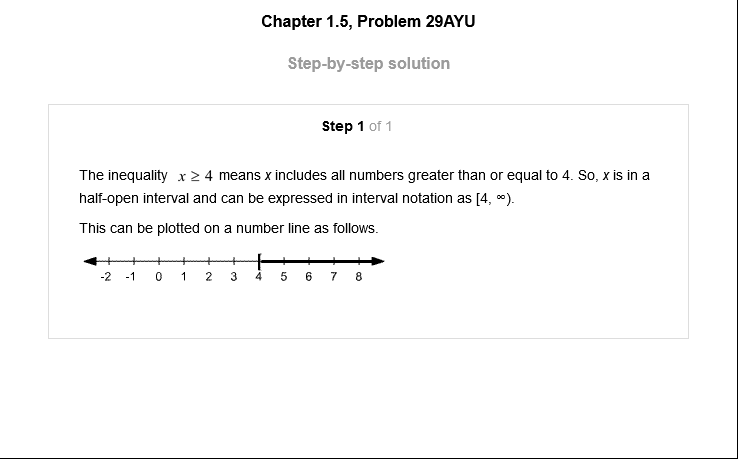 Chapter 1.5, Problem 29AYU
Step-by-step solution
Step 1 of 1
The inequality x ≥ 4 means x includes all numbers greater than or equal to 4. So, x is in a
half-open interval and can be expressed in interval notation as [4, ∞).
This can be plotted on a number line as follows.
-2 -1 0 1 2 3 4 5 6 7 8